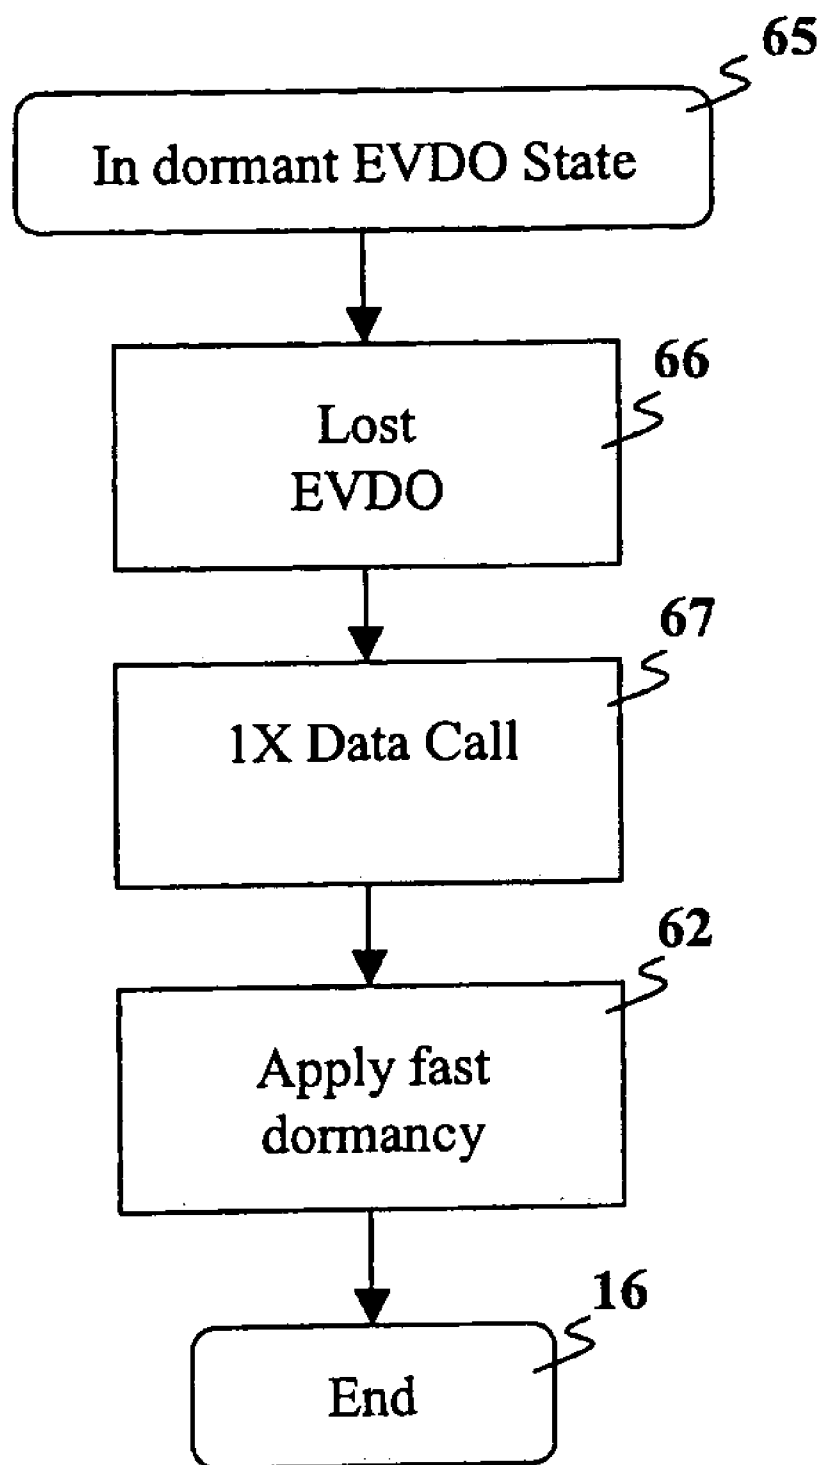 65
In dormant EVDO State
66
Lost
EVDO
67
1X Data Call
62
Apply fast
dormancy
16
End